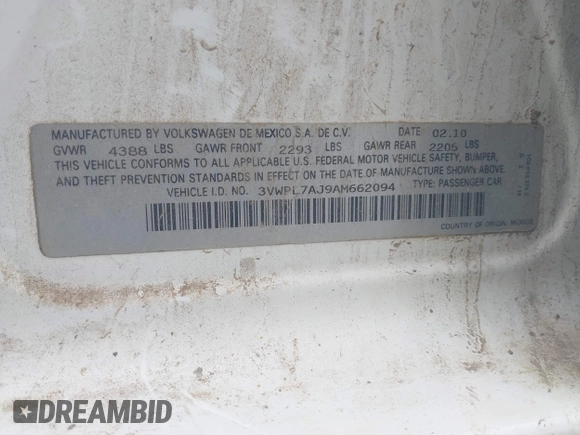 MANUFACTURED BY VOLKSWAGEN DE MEXICO S.A. DE C.V. DATE 02.10
GVWR 4388 LBS GAWR FRONT 2293 LBS GAWR REAR 2205 LBS
THIS VEHICLE CONFORMS TO ALL APPLICABLE U.S. FEDERAL MOTOR VEHICLE SAFETY, BUMPER,
AND THEFT PREVENTION STANDARDS IN EFFECT ON THE DATE OF MANUFACTURE SHOWN ABOVE.
VEHICLE I.D. NO. 3VWPL7AJ9AM662094 TYPE: PASSENGER CAR
COUNTRY OF ORIGIN: MEXICO
DREAMBID